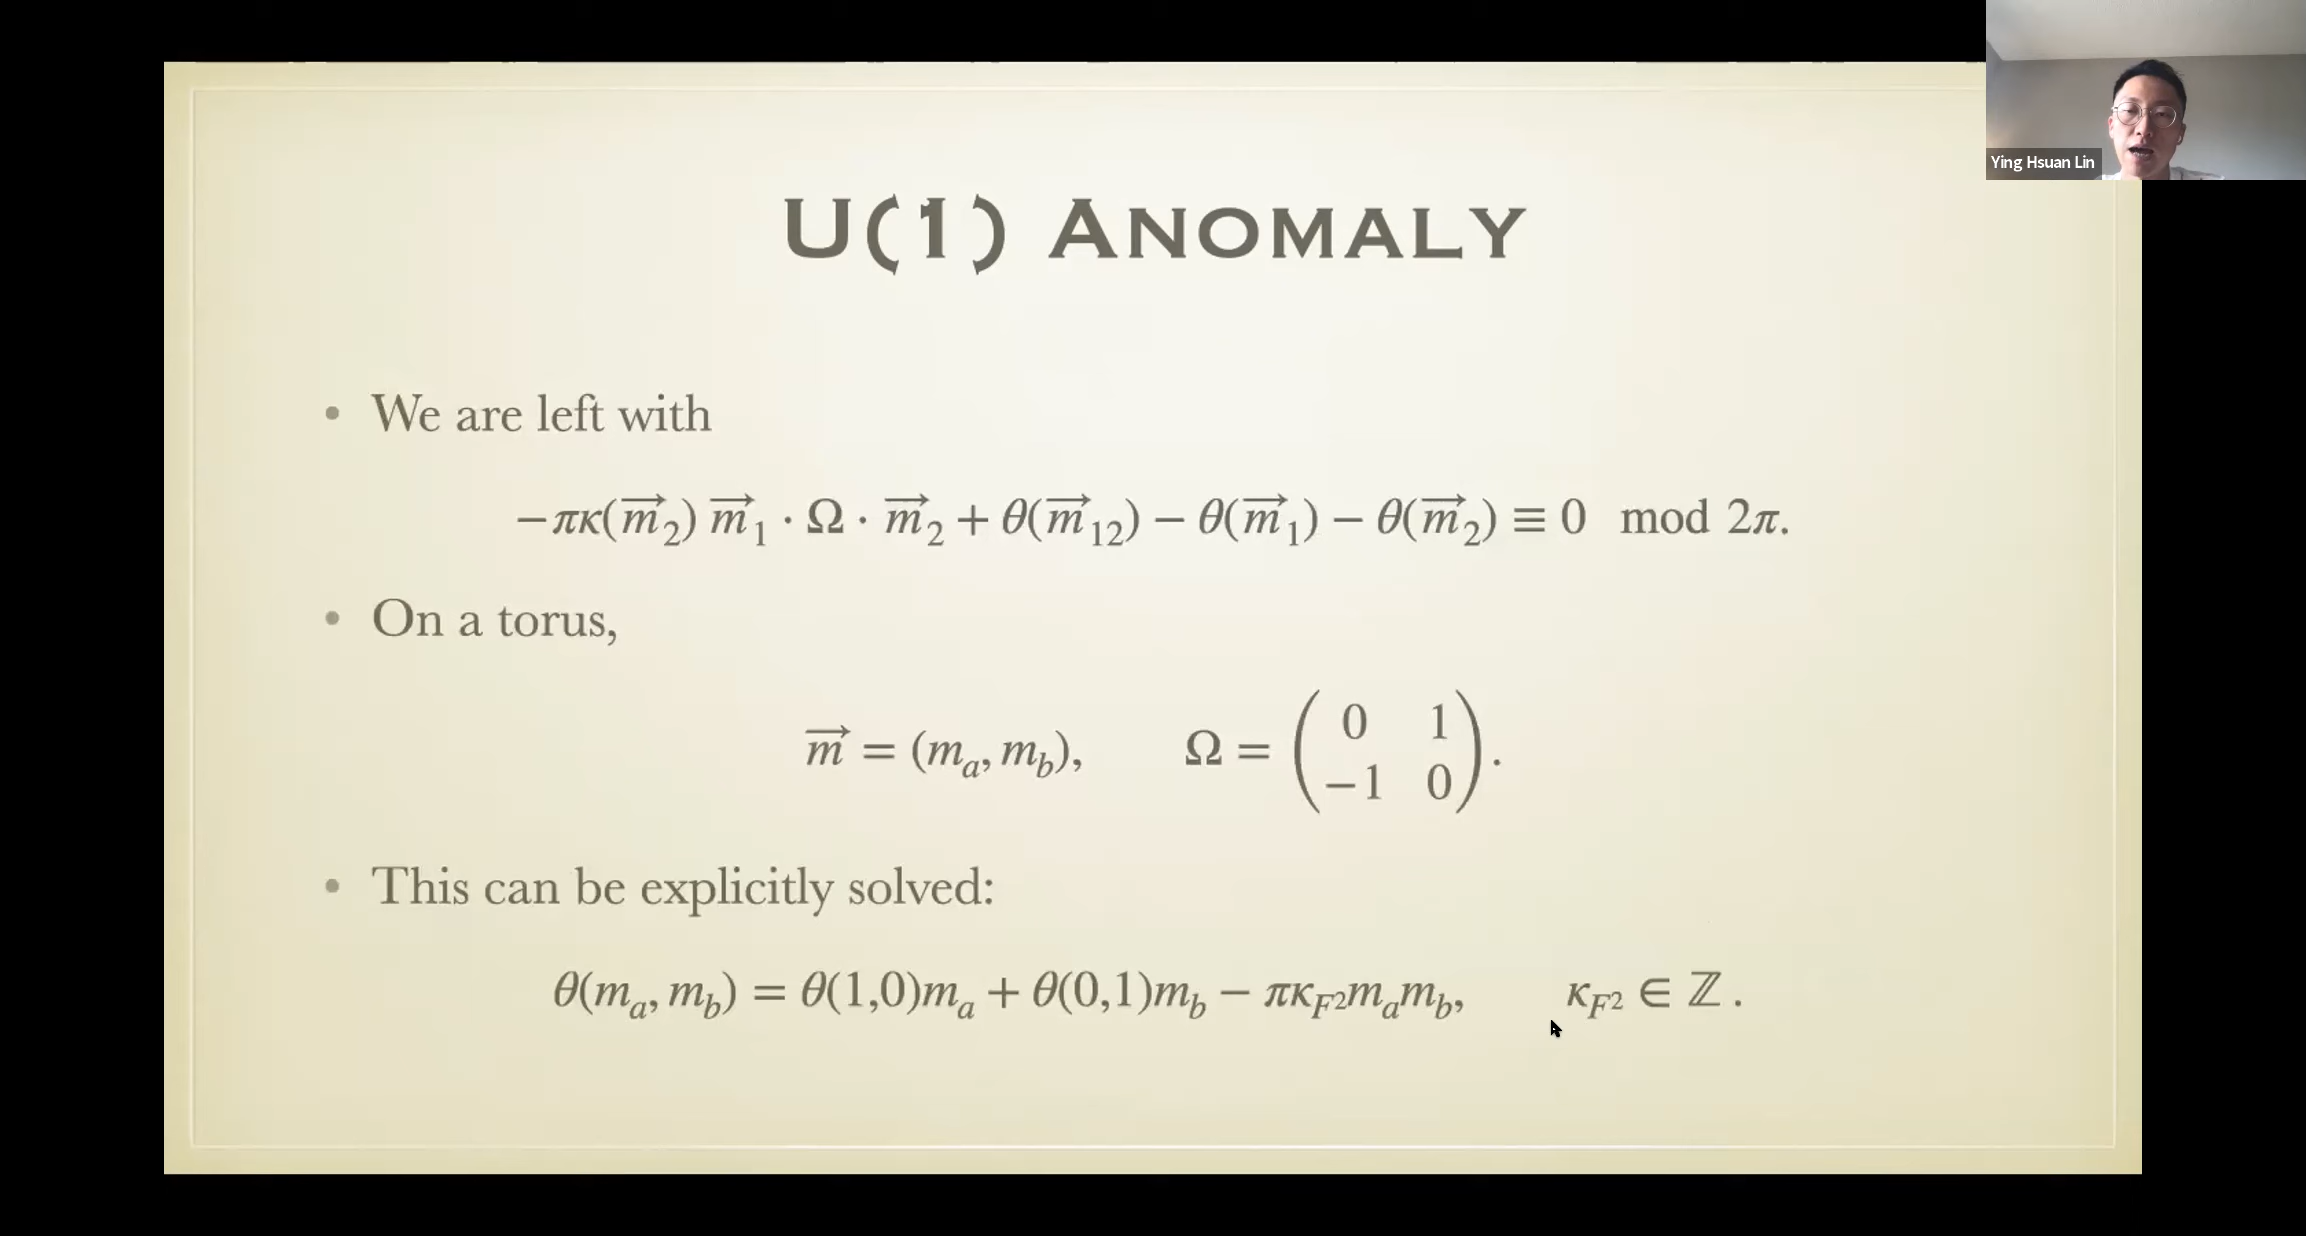 Ying Hsuan Lin
U(1) ANOMALY
• We are left with
−πκ(m⃗₂) m⃗₁ · Ω · m⃗₂ + θ(m⃗₁₂) − θ(m⃗₁) − θ(m⃗₂) ≡ 0 mod 2π.
• On a torus,
m⃗ = (mₐ, m_b), Ω = ( 0 1 −1 0 ).
• This can be explicitly solved:
θ(mₐ, m_b) = θ(1,0)mₐ + θ(0,1)m_b − πκ_{F²}mₐm_b, κ_{F²} ∈ ℤ .